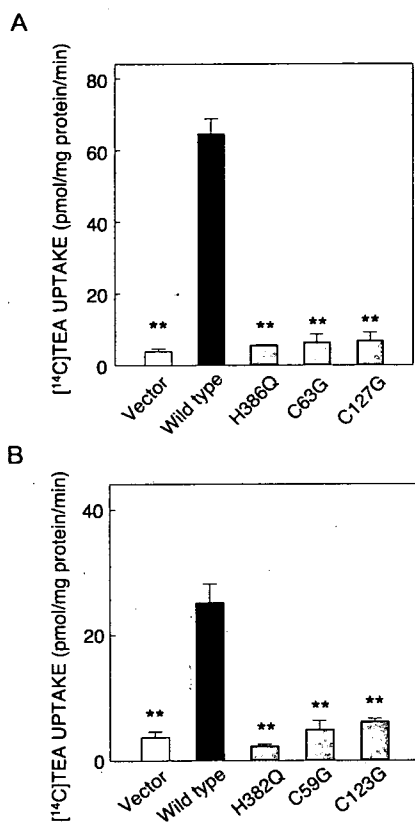 A
[¹⁴C]TEA UPTAKE (pmol/mg protein/min)
80
60
40
20
0
**
**
**
**
Vector
Wild type
H386Q
C63G
C127G
B
[¹⁴C]TEA UPTAKE (pmol/mg protein/min)
40
20
0
**
**
**
**
Vector
Wild type
H382Q
C59G
C123G